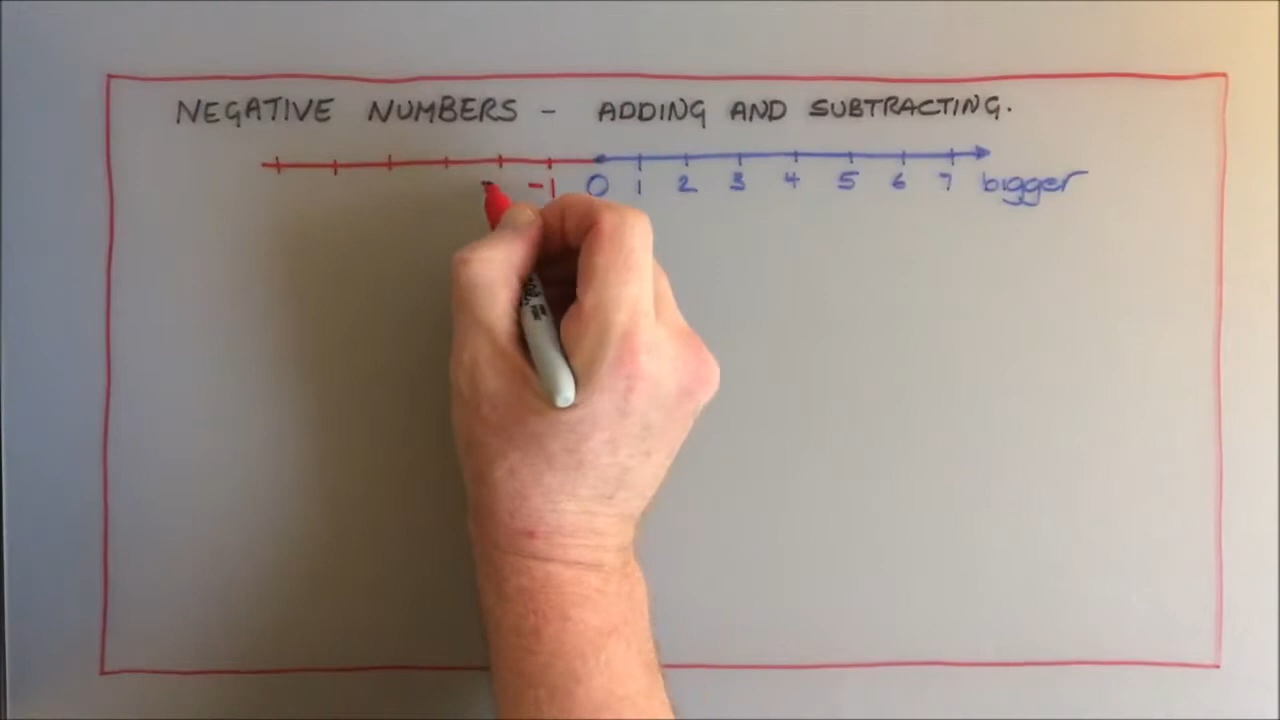 NEGATIVE NUMBERS - ADDING AND SUBTRACTING.
-1 0 1 2 3 4 5 6 7 bigger